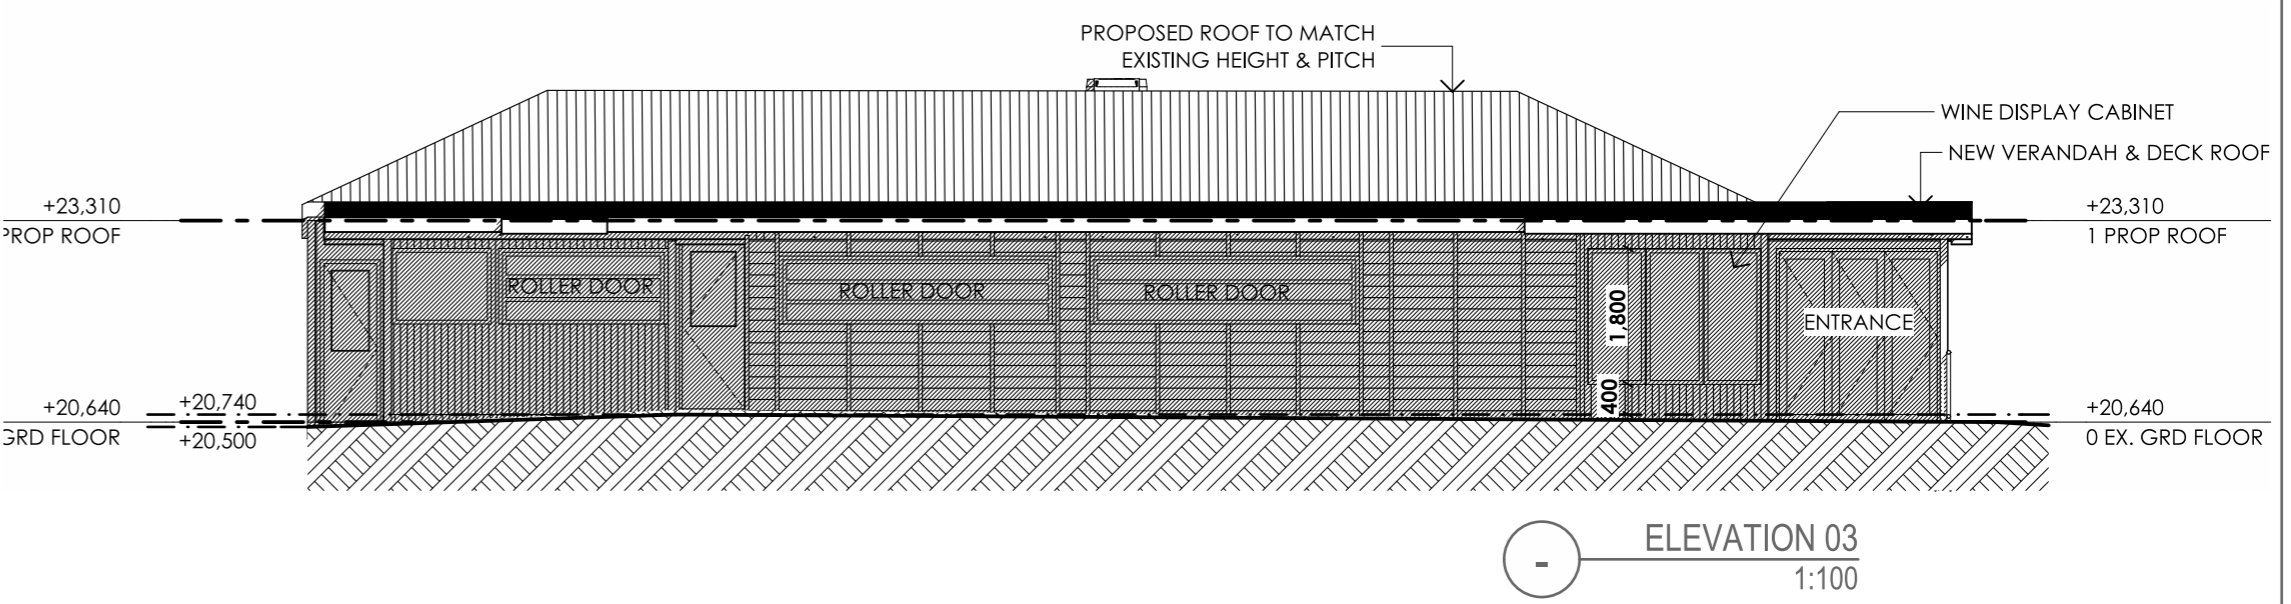 PROPOSED ROOF TO MATCH
EXISTING HEIGHT & PITCH
WINE DISPLAY CABINET
NEW VERANDAH & DECK ROOF
+23,310
PROP ROOF
+23,310
1 PROP ROOF
ROLLER DOOR
ROLLER DOOR
ROLLER DOOR
1,800
ENTRANCE
400
+20,640
GRD FLOOR
+20,740
+20,500
+20,640
0 EX. GRD FLOOR
-
ELEVATION 03
1:100